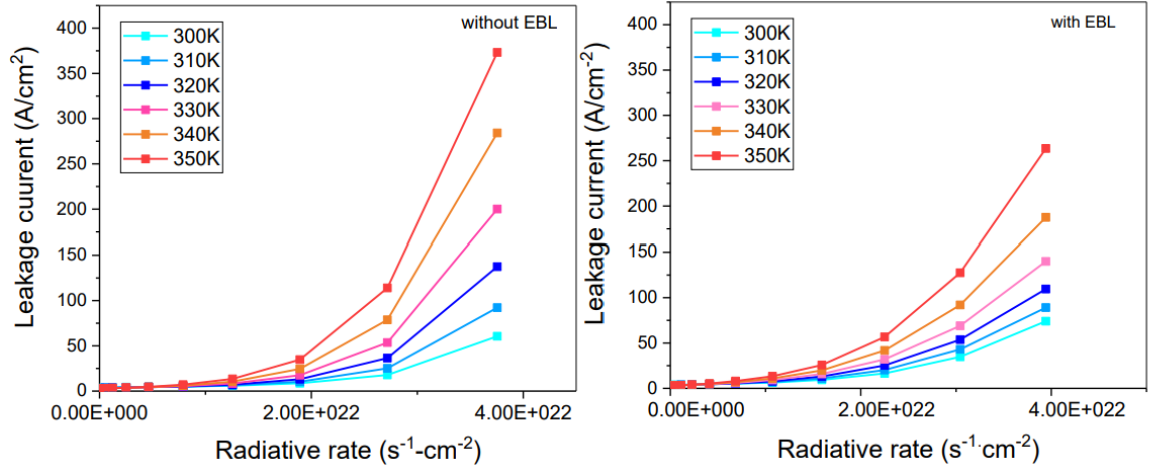 without EBL
300K
310K
320K
330K
340K
350K
400
350
300
250
200
150
100
50
0
Leakage cuurent (A/cm²)
0.00E+000 2.00E+022 4.00E+022
Radiative rate (s⁻¹-cm⁻²)
with EBL
300K
310K
320K
330K
340K
350K
400
350
300
250
200
150
100
50
0
Leakage current (A/cm⁻²)
0.00E+000 2.00E+022 4.00E+022
Radiative rate (s⁻¹·cm⁻²)